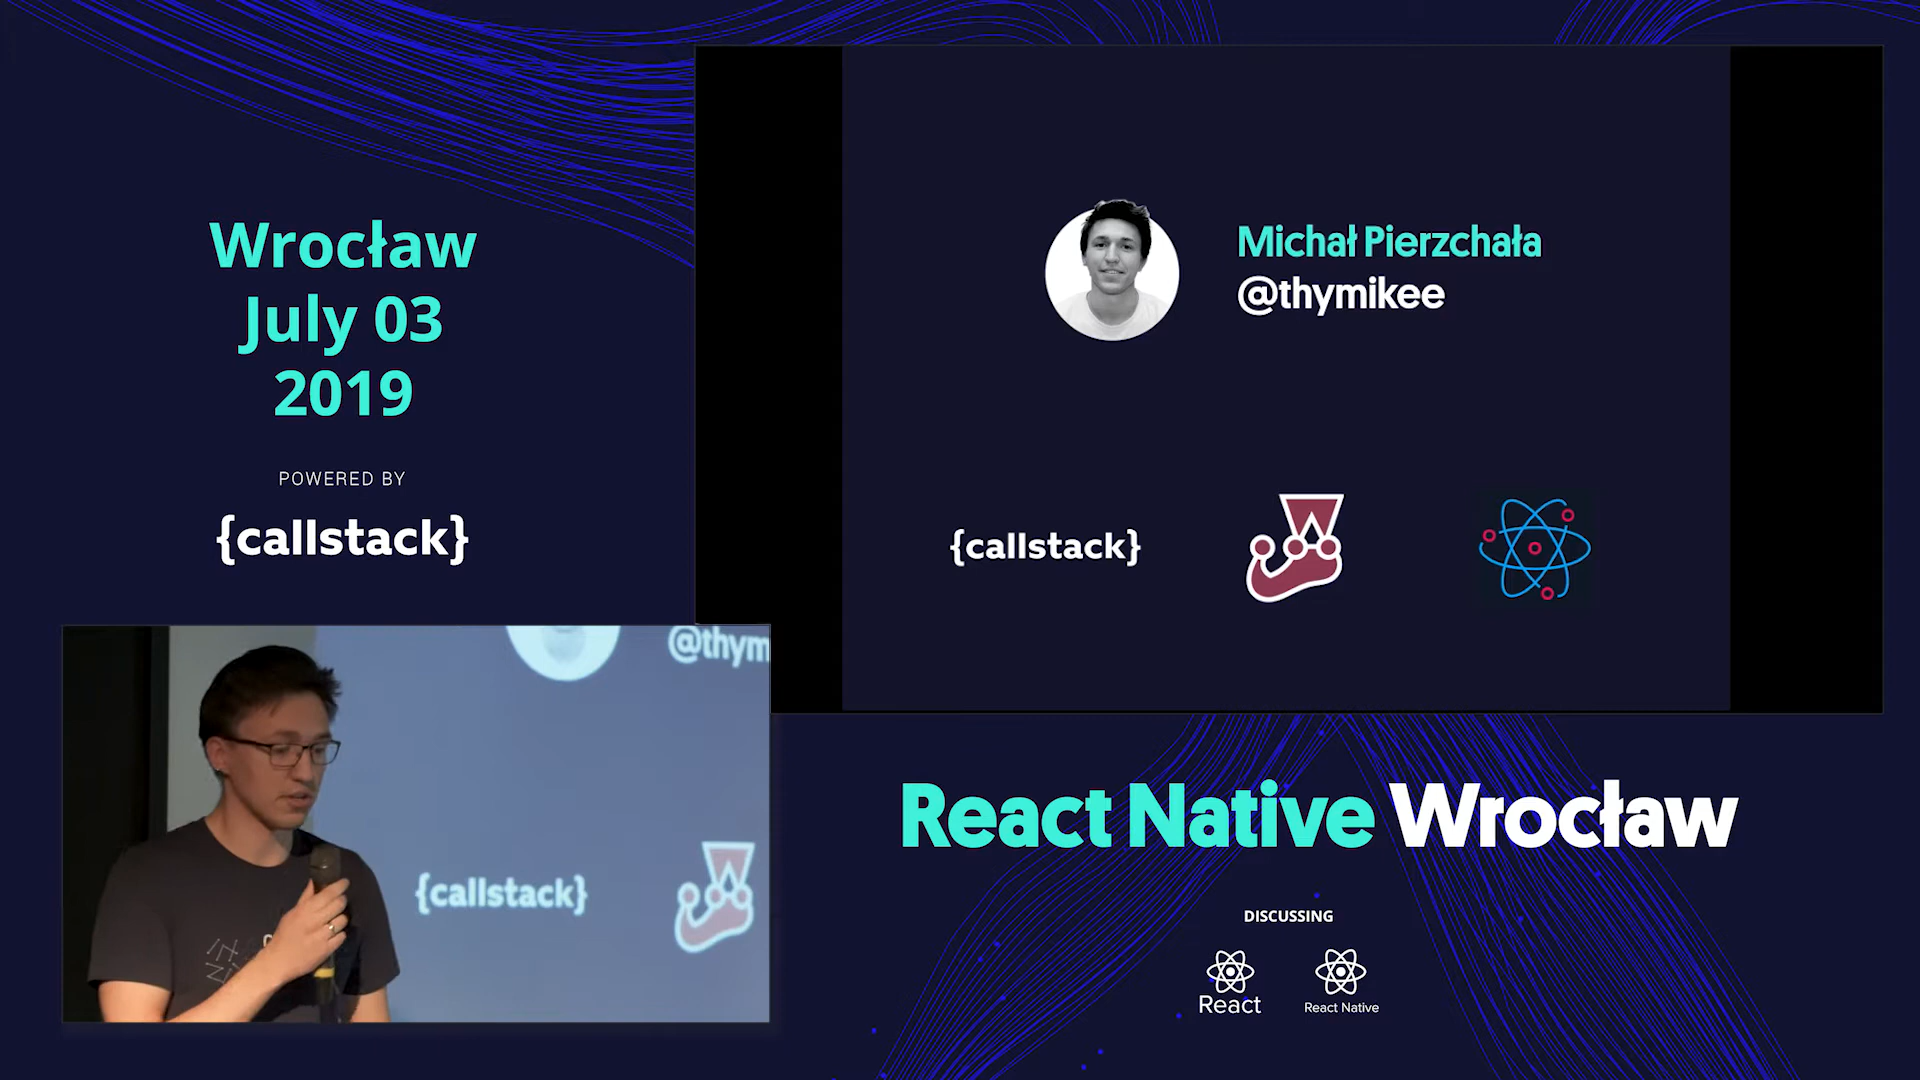 Wrocław
July 03
2019
POWERED BY
{callstack}
Michał Pierzchała
@thymikee
{callstack}
@thym
{callstack}
React Native Wrocław
DISCUSSING
React
React Native